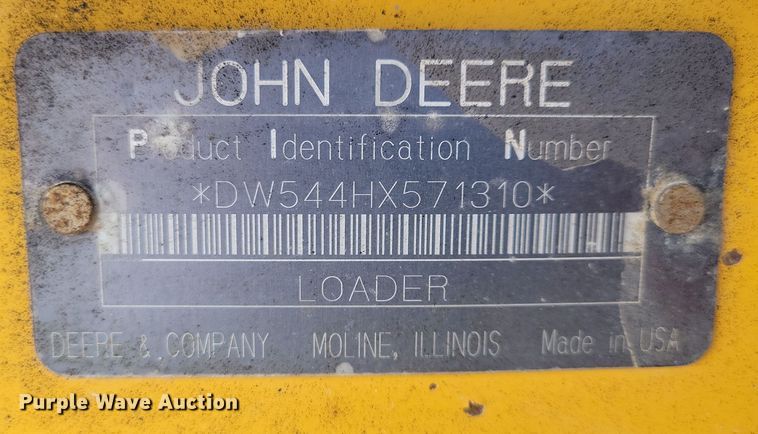 JOHN DEERE
Product Identification Number
*DW544HX571310*
LOADER
DEERE & COMPANY MOLINE, ILLINOIS Made in USA
Purple Wave Auction